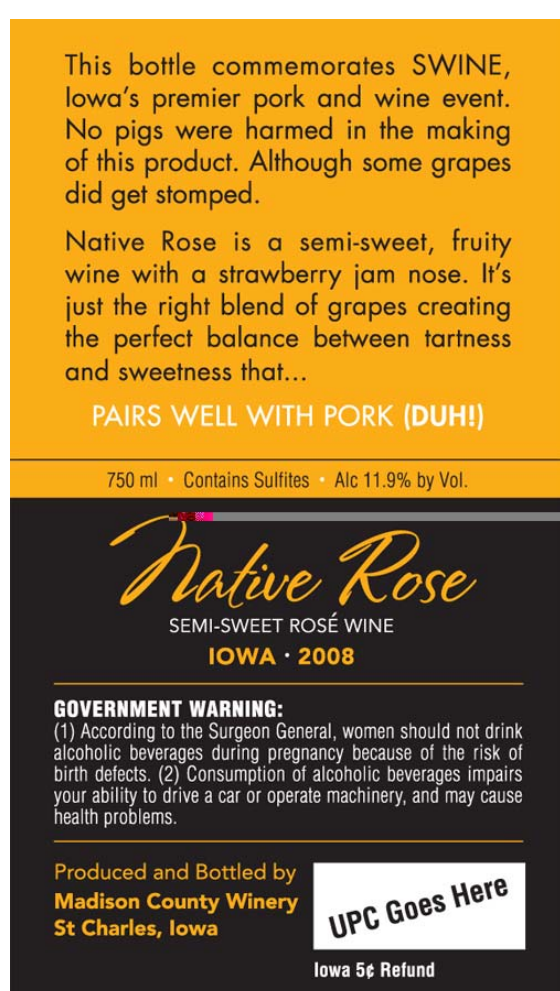 This bottle commemorates SWINE,
Iowa's premier pork and wine event.
No pigs were harmed in the making
of this product. Although some grapes
did get stomped.
Native Rose is a semi-sweet, fruity
wine with a strawberry jam nose. It's
just the right blend of grapes creating
the perfect balance between tartness
and sweetness that...
PAIRS WELL WITH PORK (DUH!)
750 ml • Contains Sulfites • Alc 11.9% by Vol.
Native Rose
SEMI-SWEET ROSÉ WINE
IOWA · 2008
GOVERNMENT WARNING:
(1) According to the Surgeon General, women should not drink
alcoholic beverages during pregnancy because of the risk of
birth defects. (2) Consumption of alcoholic beverages impairs
your ability to drive a car or operate machinery, and may cause
health problems.
Produced and Bottled by
Madison County Winery
St Charles, Iowa
UPC Goes Here
Iowa 5¢ Refund